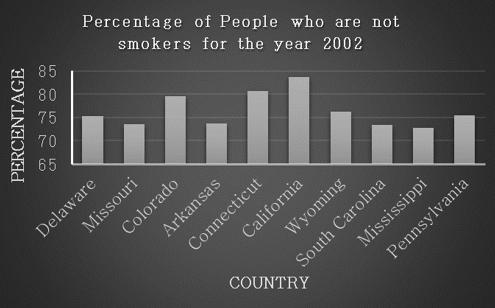 Percentage of People who are not
smokers for the year 2002
PERCENTAGE
85
80
75
70
65
Delaware
Missouri
Colorado
Arkansas
Connecticut
California
Wyoming
South Carolina
Mississippi
Pennsylvania
COUNTRY